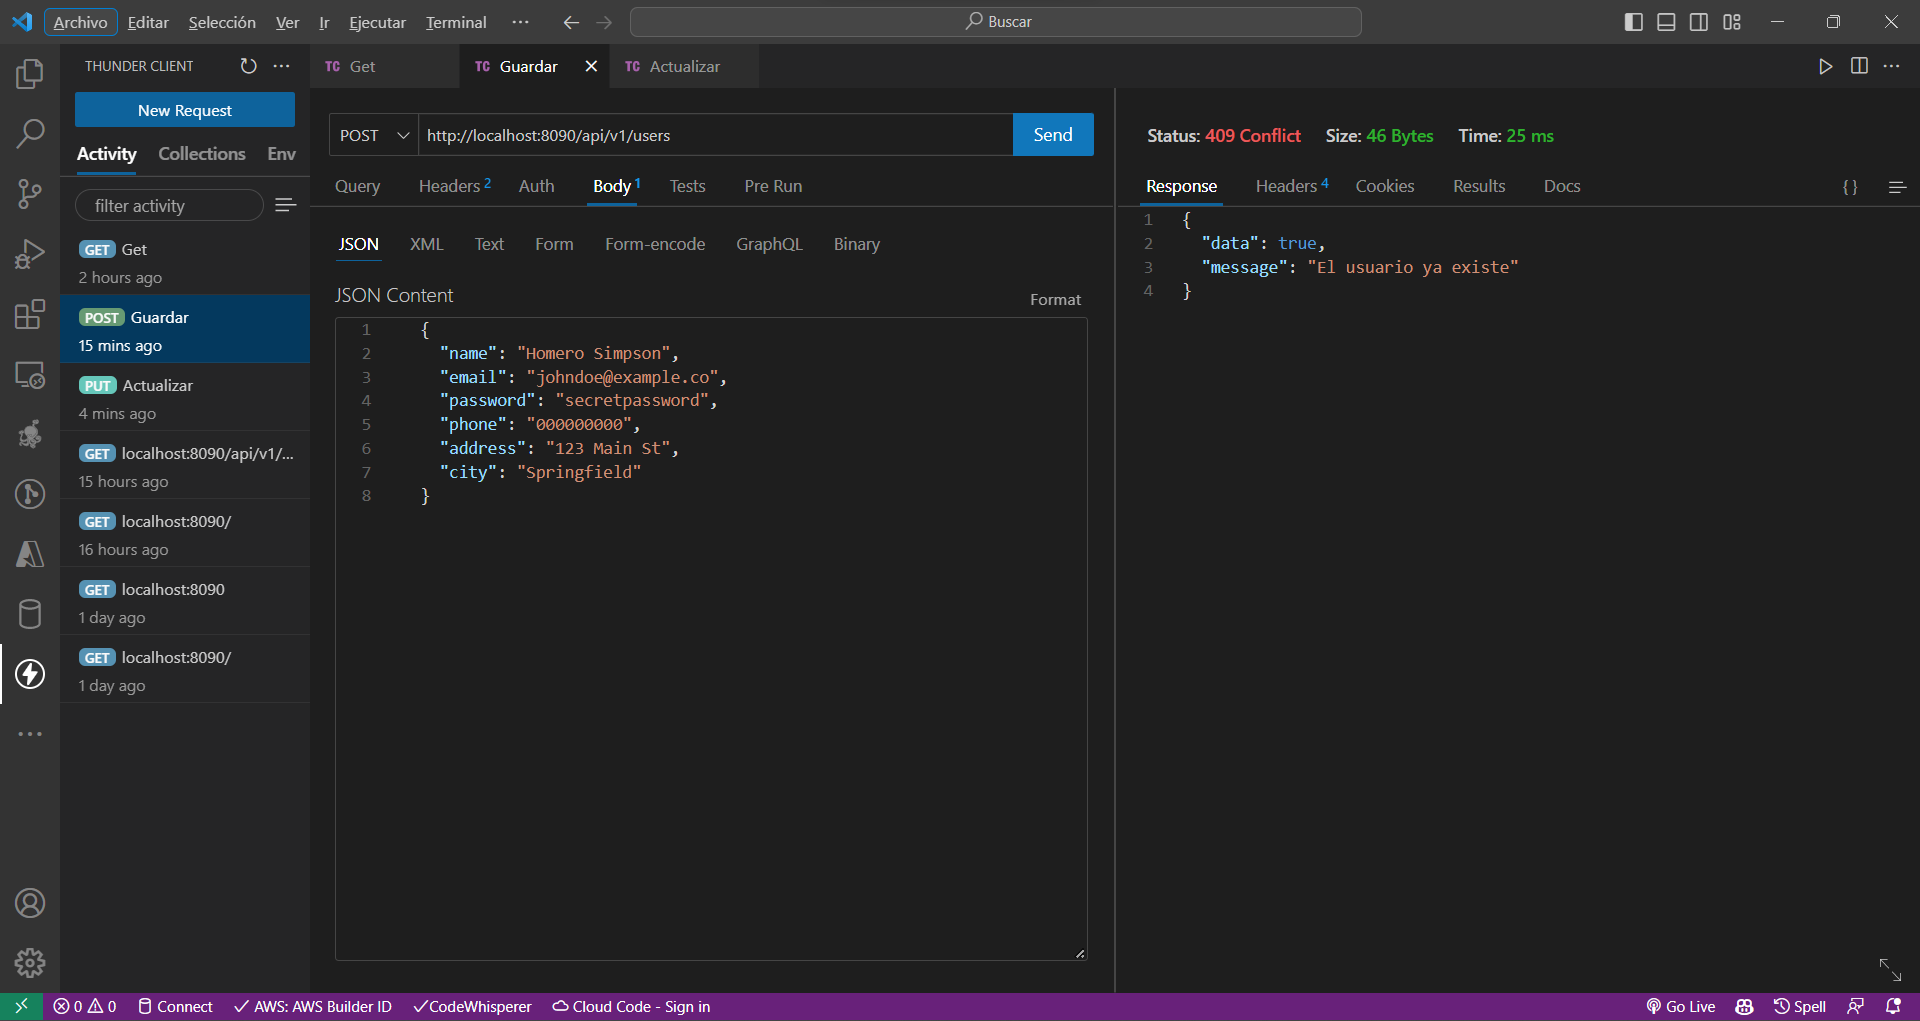 Archivo Editar Selección Ver Ir Ejecutar Terminal ··· Buscar
THUNDER CLIENT ···
New Request
Activity Collections Env
filter activity
GET Get
2 hours ago
POST Guardar
15 mins ago
PUT Actualizar
4 mins ago
GET localhost:8090/api/v1/...
15 hours ago
GET localhost:8090/
16 hours ago
GET localhost:8090
1 day ago
GET localhost:8090/
1 day ago
TC Get TC Guardar TC Actualizar
POST http://localhost:8090/api/v1/users Send
Query Headers 2 Auth Body 1 Tests Pre Run
JSON XML Text Form Form-encode GraphQL Binary
JSON Content
Format
1 {
2 "name": "Homero Simpson",
3 "email": "johndoe@example.co",
4 "password": "secretpassword",
5 "phone": "000000000",
6 "address": "123 Main St",
7 "city": "Springfield"
8 }
Status: 409 Conflict Size: 46 Bytes Time: 25 ms
Response Headers 4 Cookies Results Docs { }
1 {
2 "data": true,
3 "message": "El usuario ya existe"
4 }
0 0 Connect AWS: AWS Builder ID CodeWhisperer Cloud Code - Sign in Go Live Spell